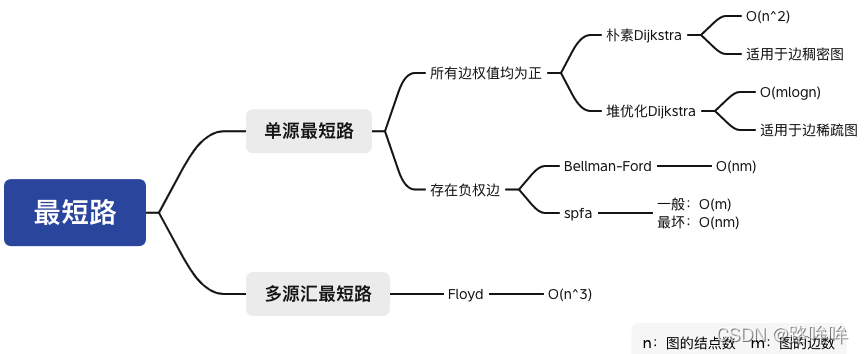 最短路
单源最短路
所有边权值均为正
朴素Dijkstra
O(n^2)
适用于边稠密图
堆优化Dijkstra
O(mlogn)
适用于边稀疏图
存在负权边
Bellman-Ford
O(nm)
spfa
一般：O(m)
最坏：O(nm)
多源汇最短路
Floyd
O(n^3)
n：图的结点数 m：图的边数
CSDN @路哞哞